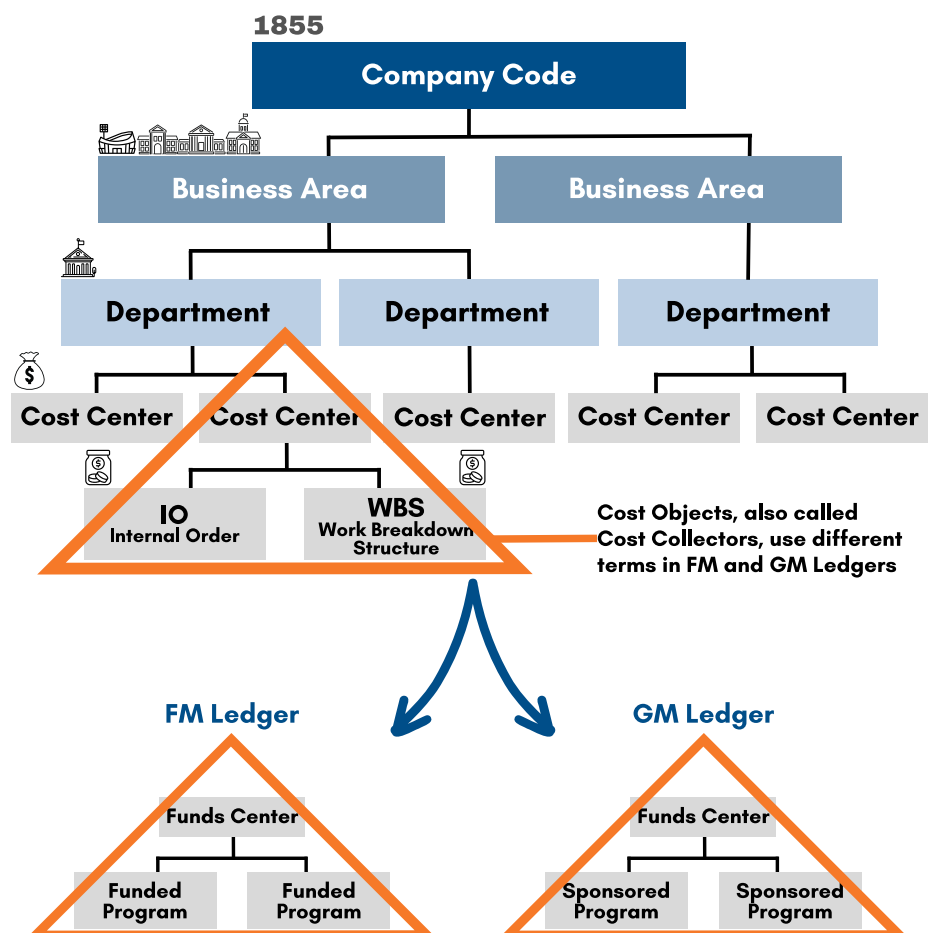 1855
Company Code
Business Area
Business Area
Department
Department
Department
$
Cost Center
Cost Center
Cost Center
Cost Center
Cost Center
$
$
IO
Internal Order
WBS
Work Breakdown
Structure
Cost Objects, also called
Cost Collectors, use different
terms in FM and GM Ledgers
FM Ledger
GM Ledger
Funds Center
Funds Center
Funded
Program
Funded
Program
Sponsored
Program
Sponsored
Program